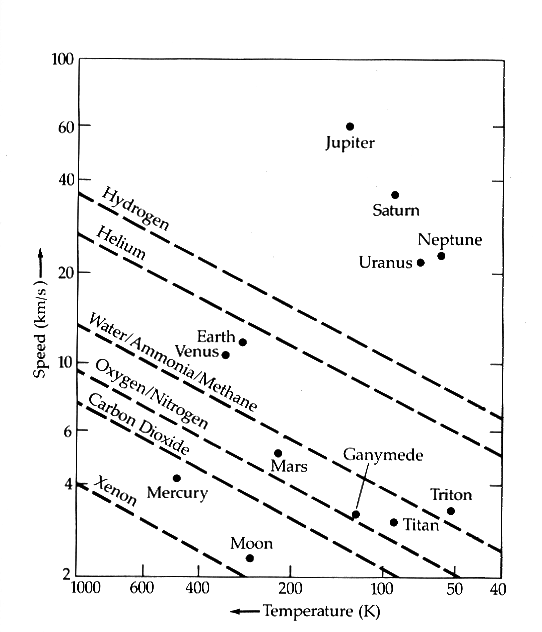 100
60
Jupiter
40
Saturn
Hydrogen
Neptune
Helium
Uranus
20
Speed (km/s)
Earth
Venus
Water/Ammonia/Methane
10
Oxygen/Nitrogen
Carbon Dioxide
6
Mars
Ganymede
Xenon
4
Mercury
Triton
Titan
Moon
2
1000 600 400 200 100 50 40
Temperature (K)